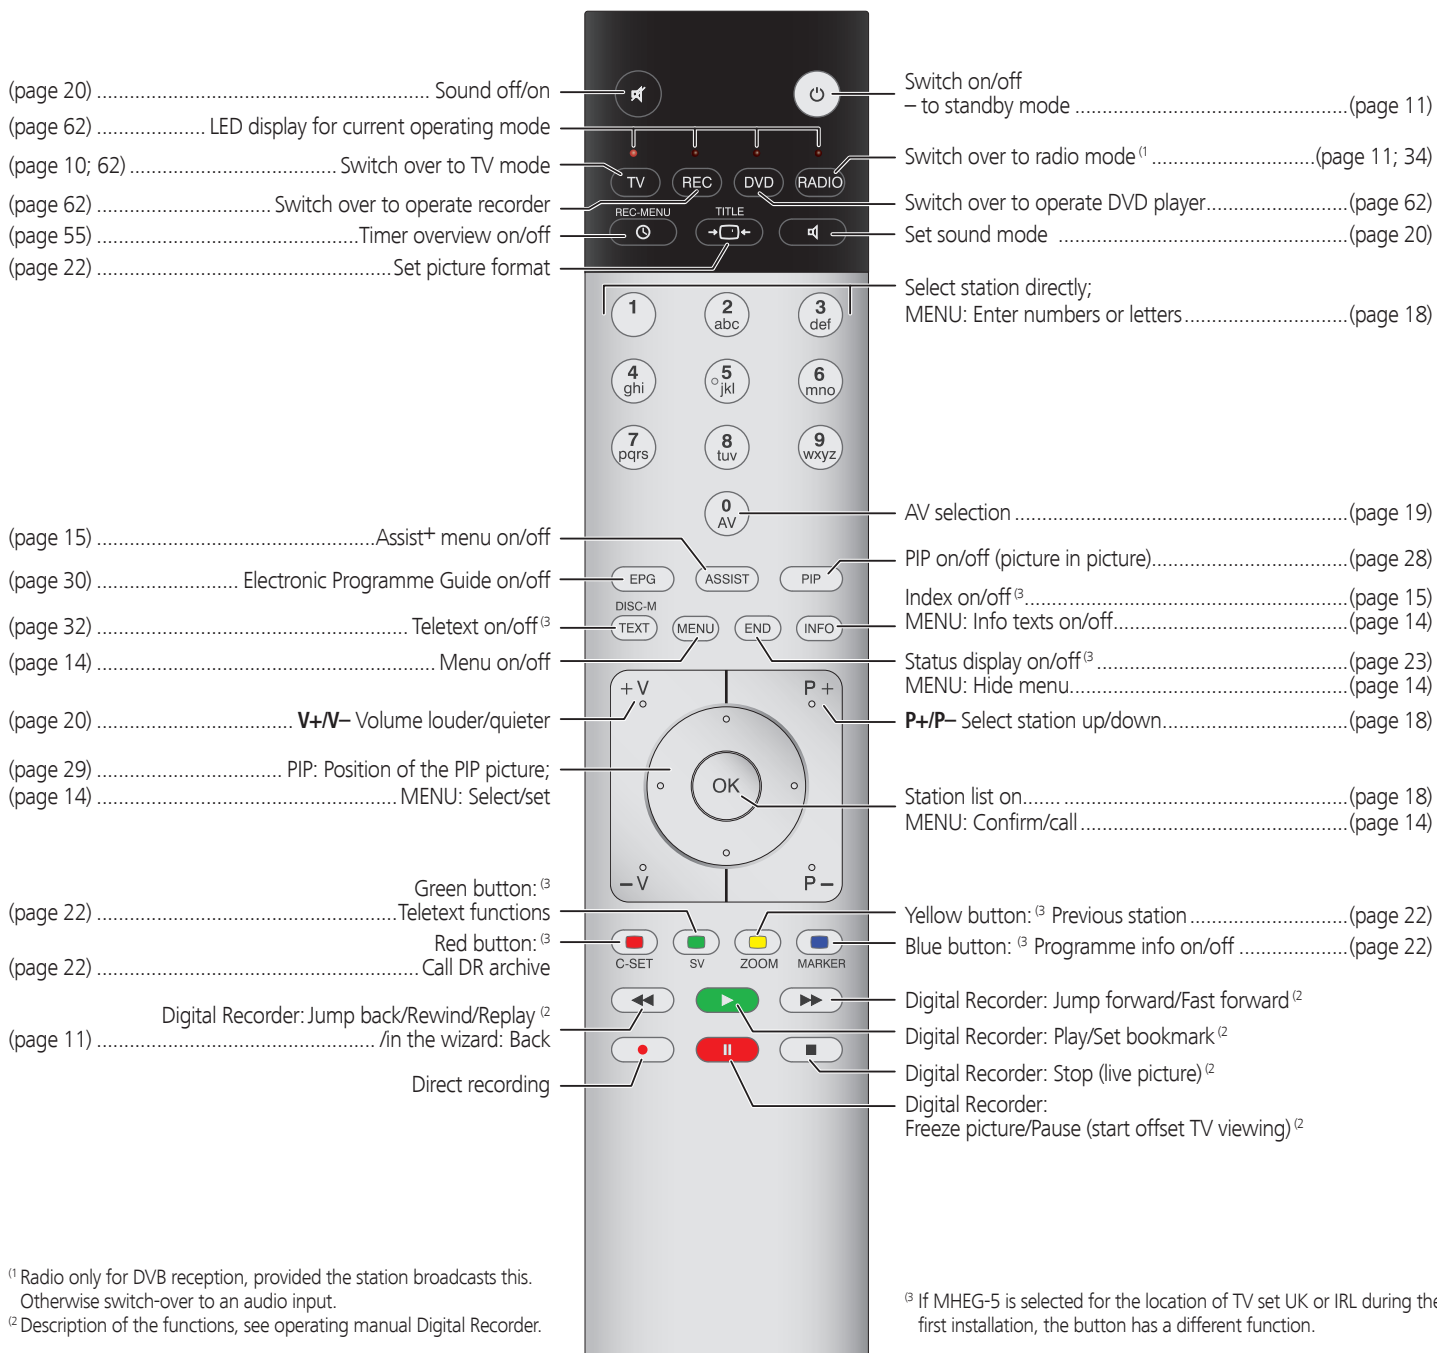 (page 20) ............ Sound off/on
(page 62) ............ LED display for current operating mode
(page 10; 62) ............ Switch over to TV mode
(page 62) ............ Switch over to operate recorder
(page 55) ............ Timer overview on/off
(page 22) ............ Set picture format
(page 15) ............ Assist+ menu on/off
(page 30) ............ Electronic Programme Guide on/off
(page 32) ............ Teletext on/off (3
(page 14) ............ Menu on/off
(page 20) ............ V+/V– Volume louder/quieter
(page 29) ............ PIP: Position of the PIP picture;
(page 14) ............ MENU: Select/set
Green button: (3
(page 22) ............ Teletext functions
Red button: (3
(page 22) ............ Call DR archive
Digital Recorder: Jump back/Rewind/Replay (2
(page 11) ............ /in the wizard: Back
Direct recording
TV REC DVD RADIO
REC-MENU TITLE
1 2 3
abc def
4 5 6
ghi jkl mno
7 8 9
pqrs tuv wxyz
0
AV
EPG ASSIST PIP
DISC-M
TEXT MENU END INFO
+ V P +
OK
– V P –
C-SET SV ZOOM MARKER
Switch on/off
– to standby mode ............ (page 11)
Switch over to radio mode (1 ............ (page 11; 34)
Switch over to operate DVD player ............ (page 62)
Set sound mode ............ (page 20)
Select station directly;
MENU: Enter numbers or letters ............ (page 18)
AV selection ............ (page 19)
PIP on/off (picture in picture) ............ (page 28)
Index on/off (3 ............ (page 15)
MENU: Info texts on/off ............ (page 14)
Status display on/off (3 ............ (page 23)
MENU: Hide menu ............ (page 14)
P+/P– Select station up/down ............ (page 18)
Station list on ............ (page 18)
MENU: Confirm/call ............ (page 14)
Yellow button: (3 Previous station ............ (page 22)
Blue button: (3 Programme info on/off ............ (page 22)
Digital Recorder: Jump forward/Fast forward (2
Digital Recorder: Play/Set bookmark (2
Digital Recorder: Stop (live picture) (2
Digital Recorder:
Freeze picture/Pause (start offset TV viewing) (2
(1 Radio only for DVB reception, provided the station broadcasts this.
Otherwise switch-over to an audio input.
(2 Description of the functions, see operating manual Digital Recorder.
(3 If MHEG-5 is selected for the location of TV set UK or IRL during the
first installation, the button has a different function.